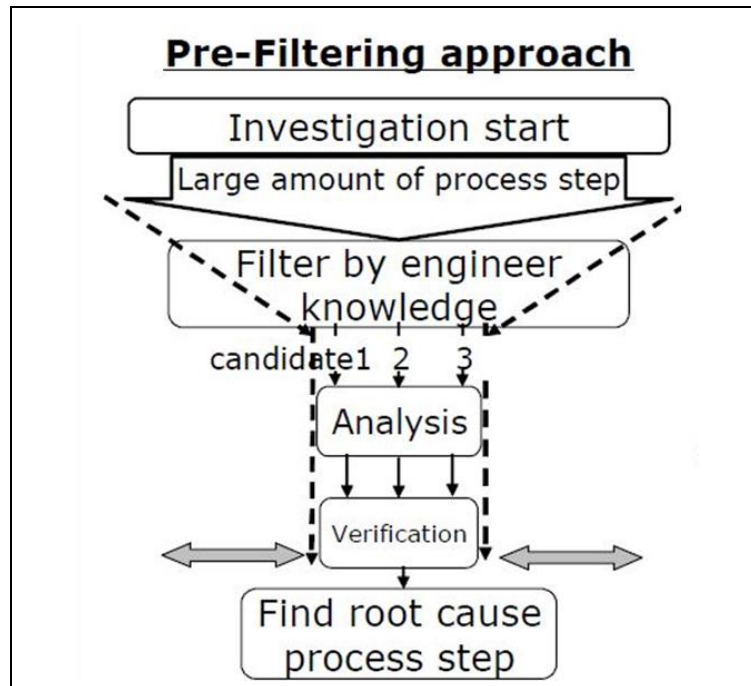 Pre-Filtering approach
Investigation start
Large amount of process step
Filter by engineer
knowledge
candidate1 2 3
Analysis
Verification
Find root cause
process step